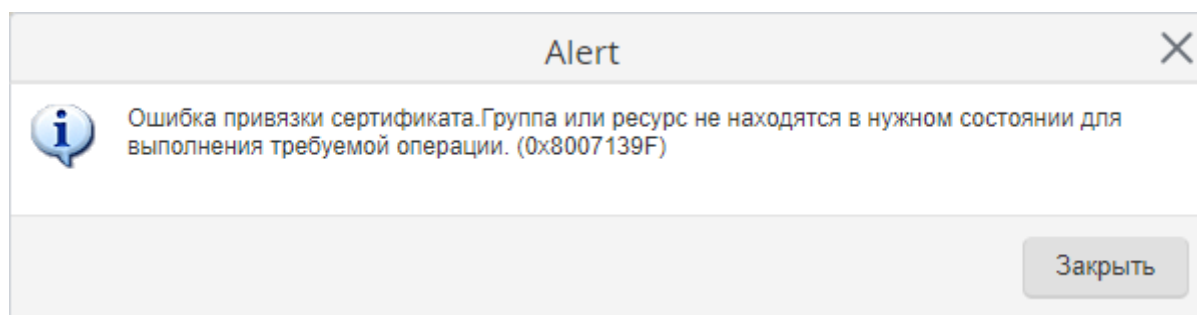 Alert
Ошибка привязки сертификата.Группа или ресурс не находятся в нужном состоянии для
выполнения требуемой операции. (0x8007139F)
Закрыть